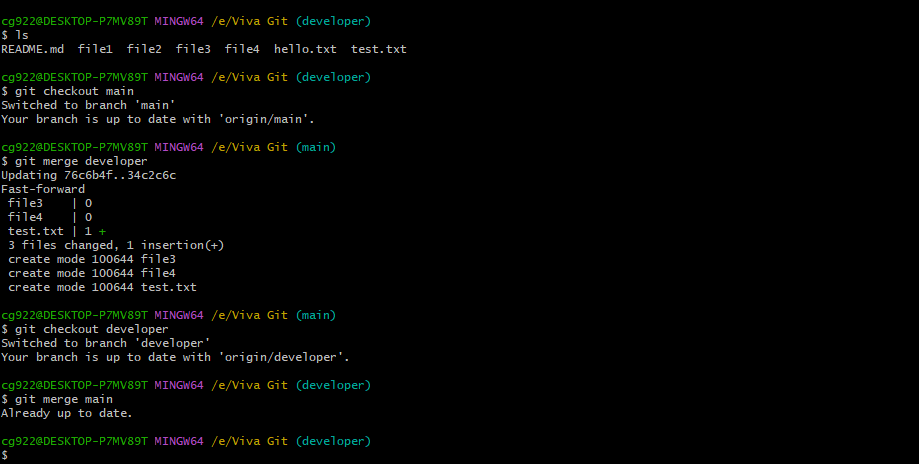 cg922@DESKTOP-P7MV89T MINGW64 /e/Viva Git (developer)
$ ls
README.md  file1  file2  file3  file4  hello.txt  test.txt
cg922@DESKTOP-P7MV89T MINGW64 /e/Viva Git (developer)
$ git checkout main
Switched to branch 'main'
Your branch is up to date with 'origin/main'.
cg922@DESKTOP-P7MV89T MINGW64 /e/Viva Git (main)
$ git merge developer
Updating 76c6b4f..34c2c6c
Fast-forward
 file3    | 0
 file4    | 0
 test.txt | 1 +
 3 files changed, 1 insertion(+)
 create mode 100644 file3
 create mode 100644 file4
 create mode 100644 test.txt
cg922@DESKTOP-P7MV89T MINGW64 /e/Viva Git (main)
$ git checkout developer
Switched to branch 'developer'
Your branch is up to date with 'origin/developer'.
cg922@DESKTOP-P7MV89T MINGW64 /e/Viva Git (developer)
$ git merge main
Already up to date.
cg922@DESKTOP-P7MV89T MINGW64 /e/Viva Git (developer)
$